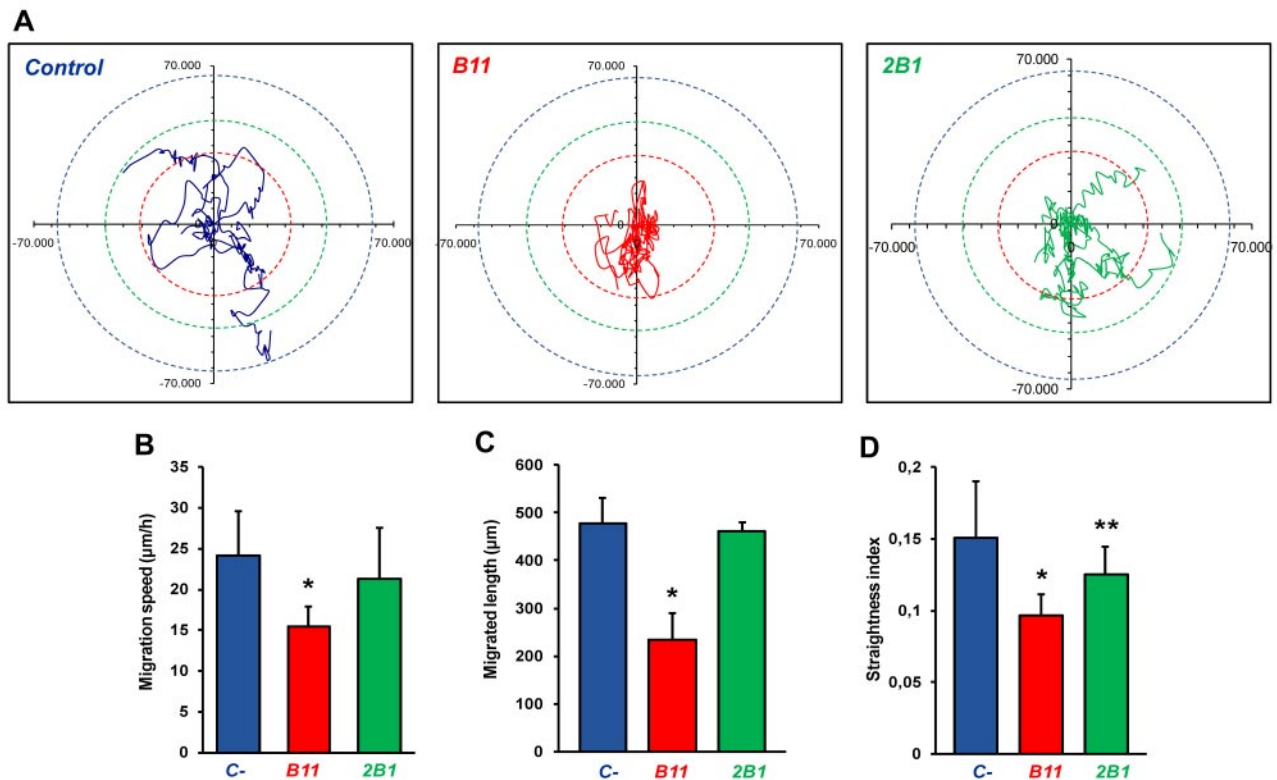 A
Control
70.000
-70.000
0
70.000
-70.000
B11
70.000
-70.000
0
70.000
-70.000
2B1
70.000
-70.000
0
0
70.000
-70.000
B
Migration speed (µm/h)
35
30
25
20
15
10
5
0
*
C-
B11
2B1
C
Migrated length (µm)
600
500
400
300
200
100
0
*
C-
B11
2B1
D
Straightness index
0,2
0,15
0,1
0,05
0
*
**
C-
B11
2B1